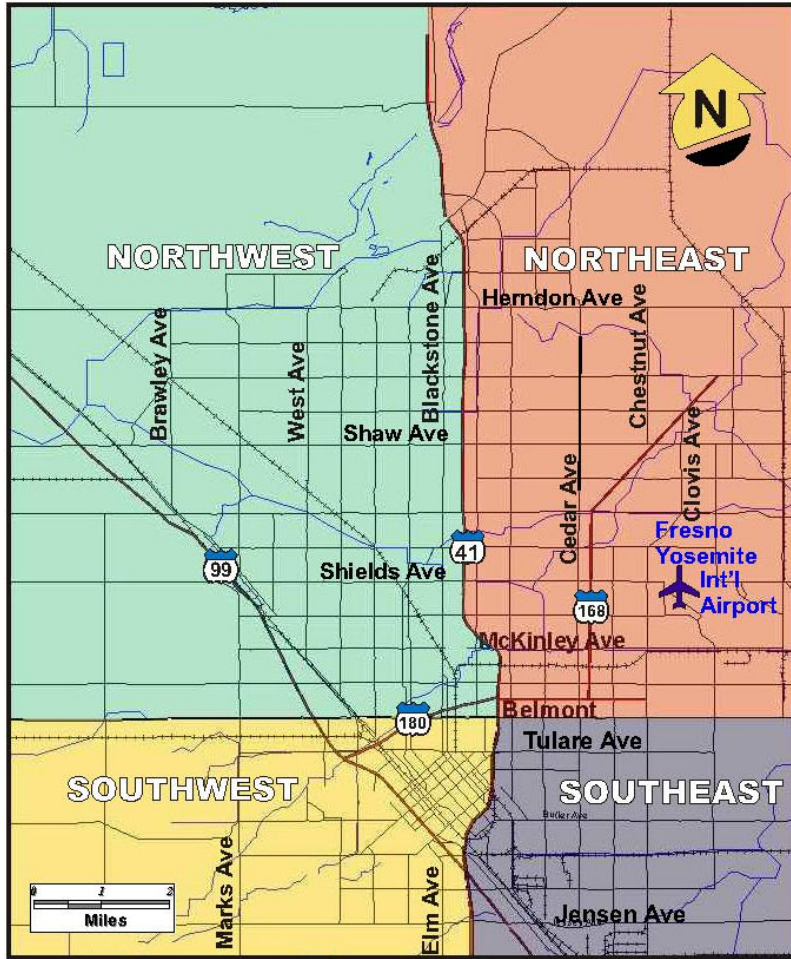 N
NORTHWEST
NORTHEAST
Herndon Ave
Blackstone Ave
Chestnut Ave
Brawley Ave
West Ave
Shaw Ave
Clovis Ave
Cedar Ave
Fresno
Yosemite
Int'l
Airport
41
99
Shields Ave
168
McKinley Ave
Belmont
180
Tulare Ave
SOUTHWEST
SOUTHEAST
Butler Ave
Marks Ave
Elm Ave
Jensen Ave
0 1 2
Miles